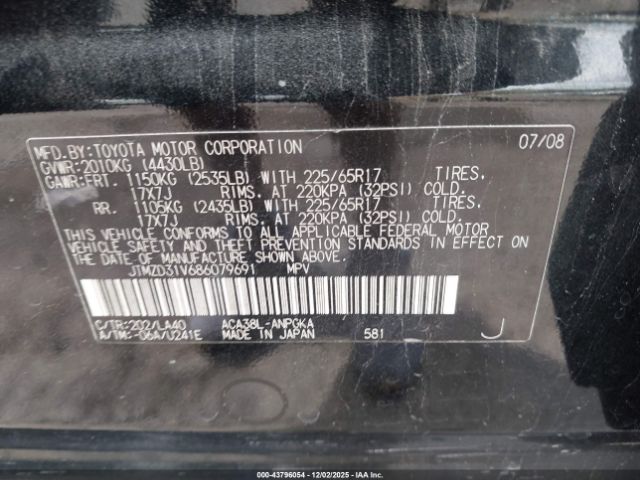 MFD.BY:TOYOTA MOTOR CORPORATION 07/08
GVWR:2010KG (4430LB)
GAWR:FRT. 1150KG (2535LB) WITH 225/65R17 TIRES,
17X7J RIMS, AT 220KPA (32PSI) COLD.
RR. 1105KG (2435LB) WITH 225/65R17 TIRES,
17X7J RIMS, AT 220KPA (32PSI) COLD.
THIS VEHICLE CONFORMS TO ALL APPLICABLE FEDERAL MOTOR
VEHICLE SAFETY AND THEFT PREVENTION STANDARDS IN EFFECT ON
THE DATE OF MANUFACTURE SHOWN ABOVE.
JTMZD31V686079691 MPV
C/TR:202/LA40 ACA38L-ANPGKA
A/TM:-06A/U241E MADE IN JAPAN 581 J
000-43796054 - 12/02/2025 - IAAI.COM